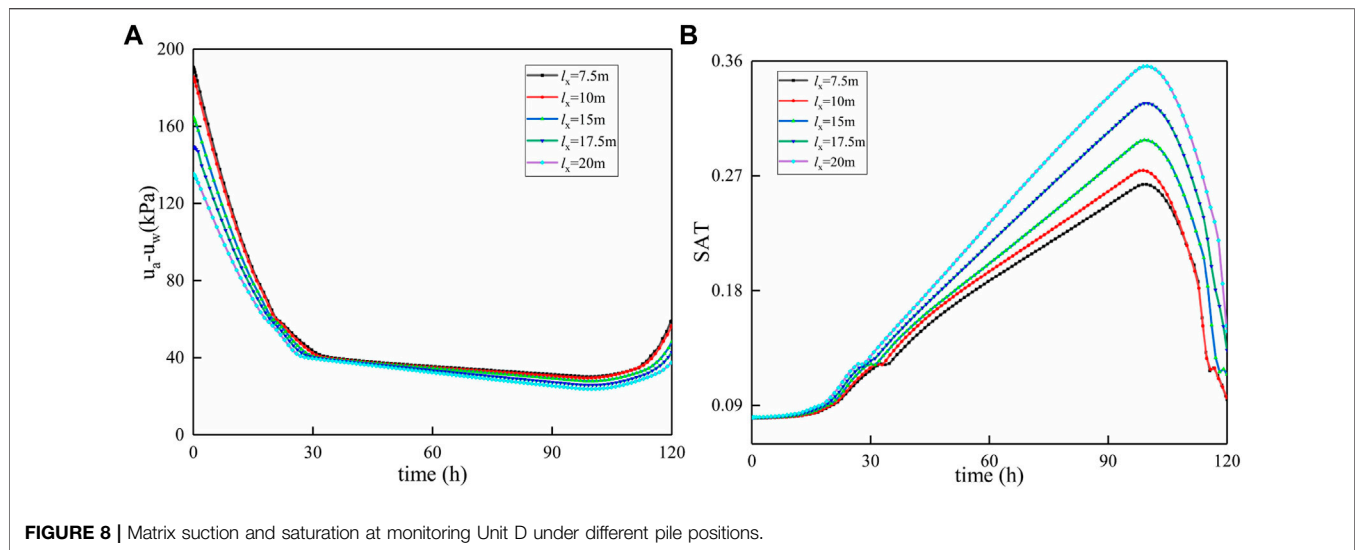 A
200
160
120
80
40
0
u_a-u_w(kPa)
0 30 60 90 120
time (h)
l_x=7.5m
l_x=10m
l_x=15m
l_x=17.5m
l_x=20m
B
0.36
0.27
0.18
0.09
SAT
0 30 60 90 120
time (h)
l_x=7.5m
l_x=10m
l_x=15m
l_x=17.5m
l_x=20m
FIGURE 8 | Matrix suction and saturation at monitoring Unit D under different pile positions.